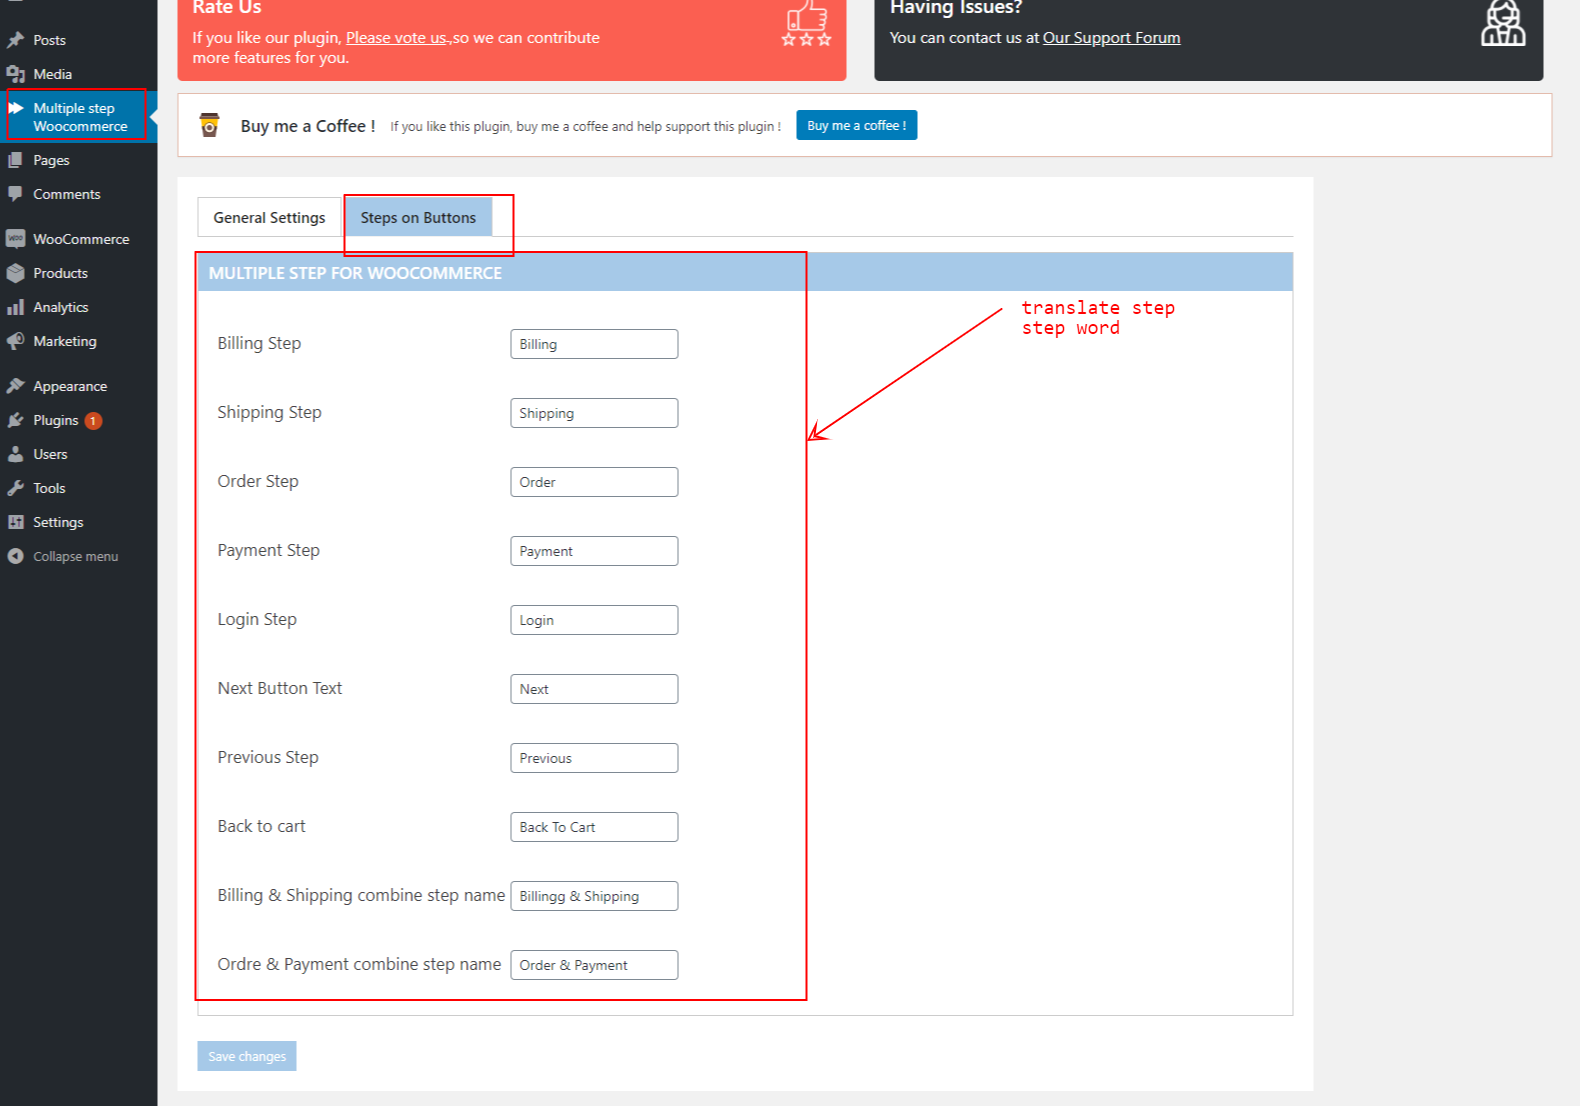 Rate Us
If you like our plugin, Please vote us ,so we can contribute
more features for you.
Having Issues?
You can contact us at Our Support Forum
Posts
Media
Multiple step
Woocommerce
Pages
Comments
WooCommerce
Products
Analytics
Marketing
Appearance
Plugins 1
Users
Tools
Settings
Collapse menu
Buy me a Coffee ! If you like this plugin, buy me a coffee and help support this plugin ! Buy me a coffee !
General Settings Steps on Buttons
MULTIPLE STEP FOR WOOCOMMERCE
translate step
step word
Billing Step Billing
Shipping Step Shipping
Order Step Order
Payment Step Payment
Login Step Login
Next Button Text Next
Previous Step Previous
Back to cart Back To Cart
Billing & Shipping combine step name Billingg & Shipping
Ordre & Payment combine step name Order & Payment
Save changes